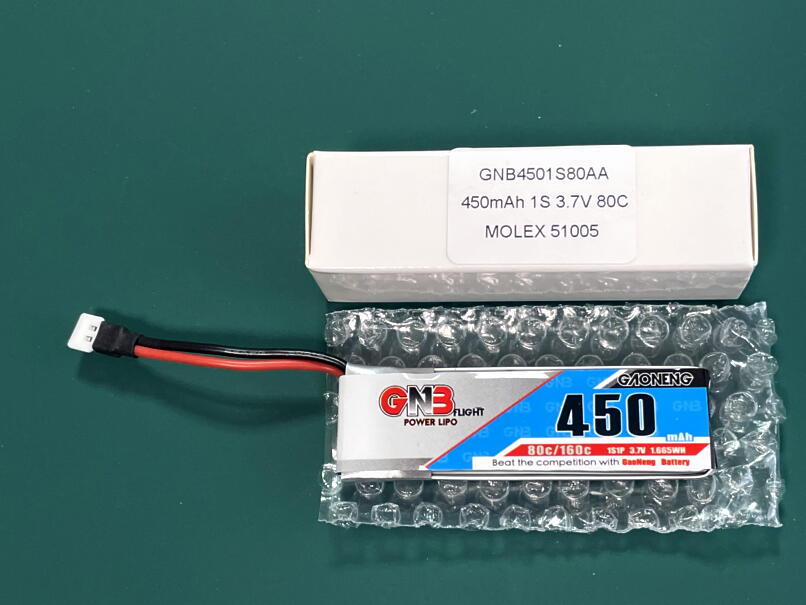 GNB4501S80AA
450mAh 1S 3.7V 80C
MOLEX 51005
GAONENG
GNB FLIGHT
POWER LIPO
450 mAh
80c/160c 1S1P 3.7V 1.665WH
Beat the competition with GaoNeng Battery